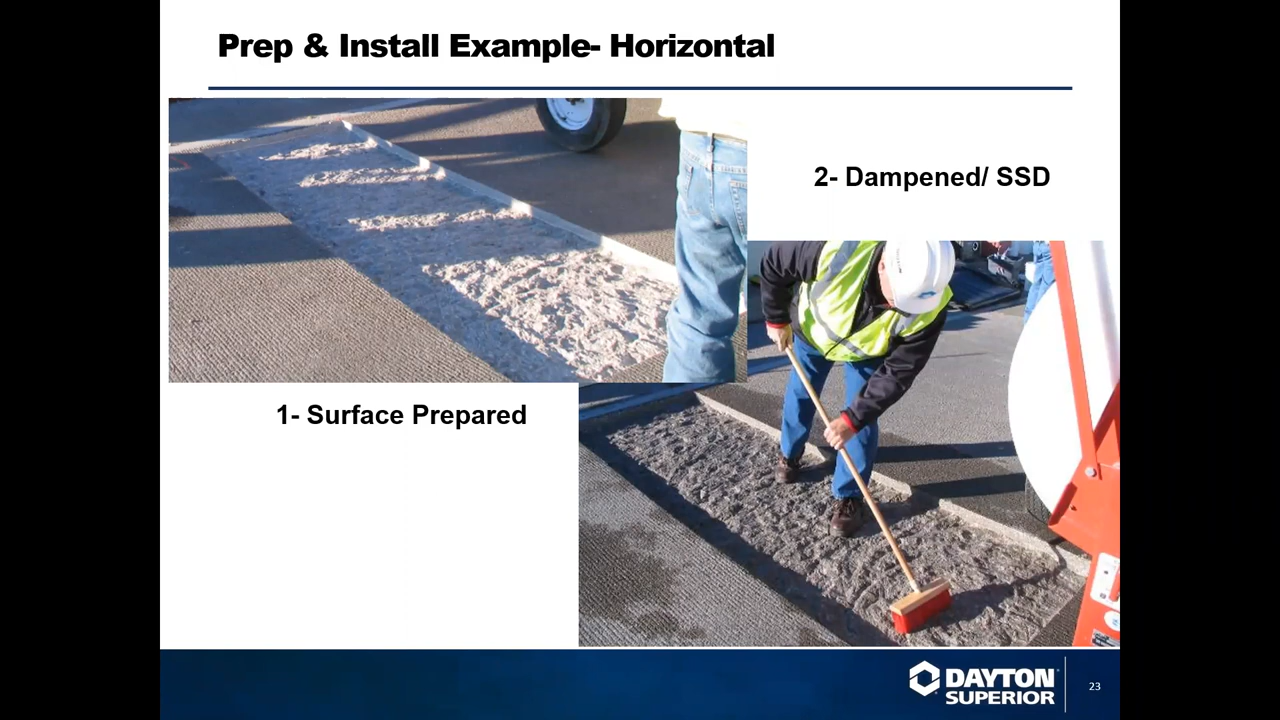 Prep & Install Example- Horizontal
2- Dampened/ SSD
1- Surface Prepared
DAYTON
SUPERIOR
23